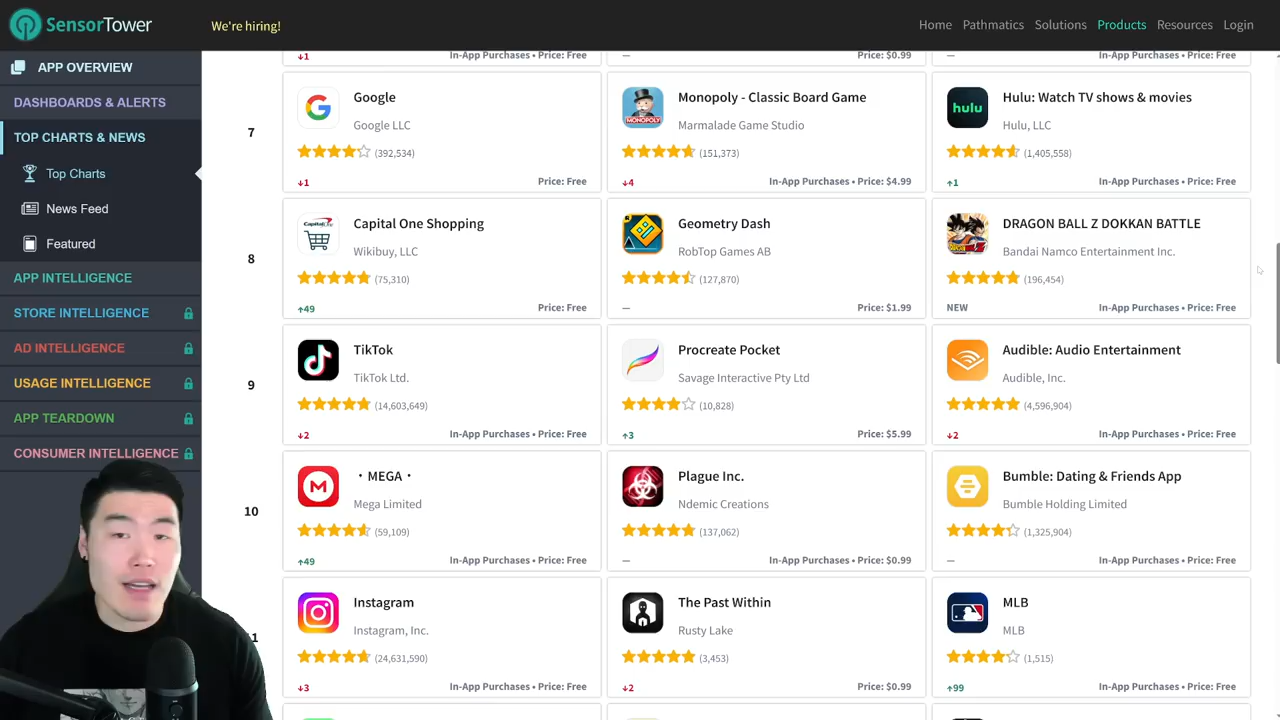 SensorTower
We're hiring!
Home
Pathmatics
Solutions
Products
Resources
Login
APP OVERVIEW
DASHBOARDS & ALERTS
TOP CHARTS & NEWS
Top Charts
News Feed
Featured
APP INTELLIGENCE
STORE INTELLIGENCE
AD INTELLIGENCE
USAGE INTELLIGENCE
APP TEARDOWN
CONSUMER INTELLIGENCE
↓1
In-App Purchases • Price: Free
—
In-App Purchases • Price: $0.99
—
In-App Purchases • Price: Free
7
Google
Google LLC
(392,534)
↓1
Price: Free
MONOPOLY
Monopoly - Classic Board Game
Marmalade Game Studio
(151,373)
↓4
In-App Purchases • Price: $4.99
hulu
Hulu: Watch TV shows & movies
Hulu, LLC
(1,405,558)
↑1
In-App Purchases • Price: Free
8
Capital One
Capital One Shopping
Wikibuy, LLC
(75,310)
↑49
Price: Free
Geometry Dash
RobTop Games AB
(127,870)
—
Price: $1.99
DRAGON BALL Z DOKKAN BATTLE
Bandai Namco Entertainment Inc.
(196,454)
NEW
In-App Purchases • Price: Free
9
TikTok
TikTok Ltd.
(14,603,649)
↓2
In-App Purchases • Price: Free
Procreate Pocket
Savage Interactive Pty Ltd
(10,828)
↑3
Price: $5.99
Audible: Audio Entertainment
Audible, Inc.
(4,596,904)
↓2
In-App Purchases • Price: Free
10
M
・MEGA・
Mega Limited
(59,109)
↑49
In-App Purchases • Price: Free
Plague Inc.
Ndemic Creations
(137,062)
—
In-App Purchases • Price: $0.99
Bumble: Dating & Friends App
Bumble Holding Limited
(1,325,904)
—
In-App Purchases • Price: Free
1
Instagram
Instagram, Inc.
(24,631,590)
↓3
In-App Purchases • Price: Free
The Past Within
Rusty Lake
(3,453)
↓2
Price: $0.99
MLB
MLB
(1,515)
↑99
In-App Purchases • Price: Free